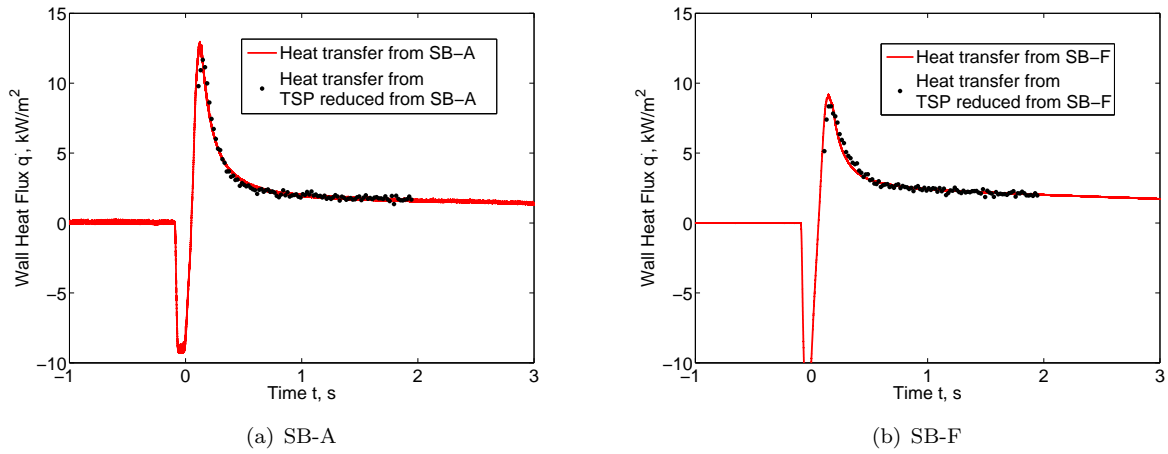 15
10
5
0
−5
−10
−1
0
1
2
3
Wall Heat Flux q̇, kW/m²
Time t, s
Heat transfer from SB−A
Heat transfer from
TSP reduced from SB−A
(a) SB-A
15
10
5
0
−5
−10
−1
0
1
2
3
Wall Heat Flux q̇, kW/m²
Time t, s
Heat transfer from SB−F
Heat transfer from
TSP reduced from SB−F
(b) SB-F